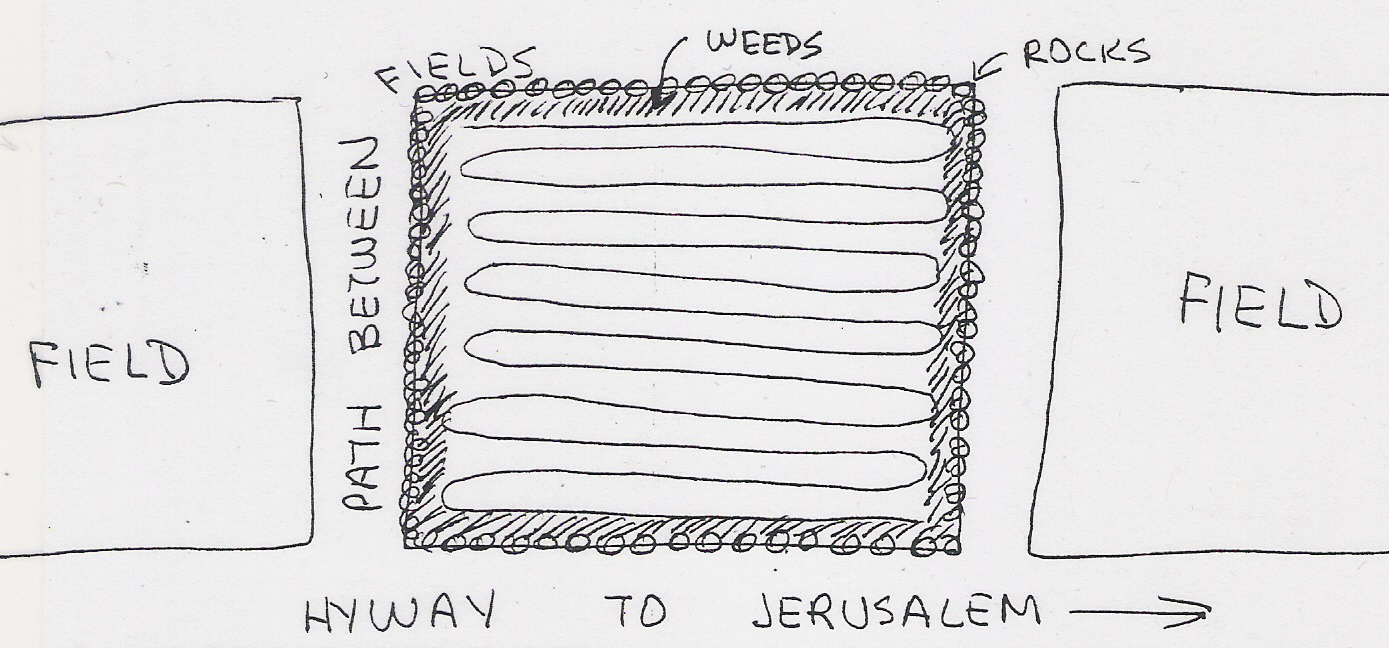 WEEDS
ROCKS
PATH BETWEEN FIELDS
FIELD
FIELD
HYWAY TO JERUSALEM